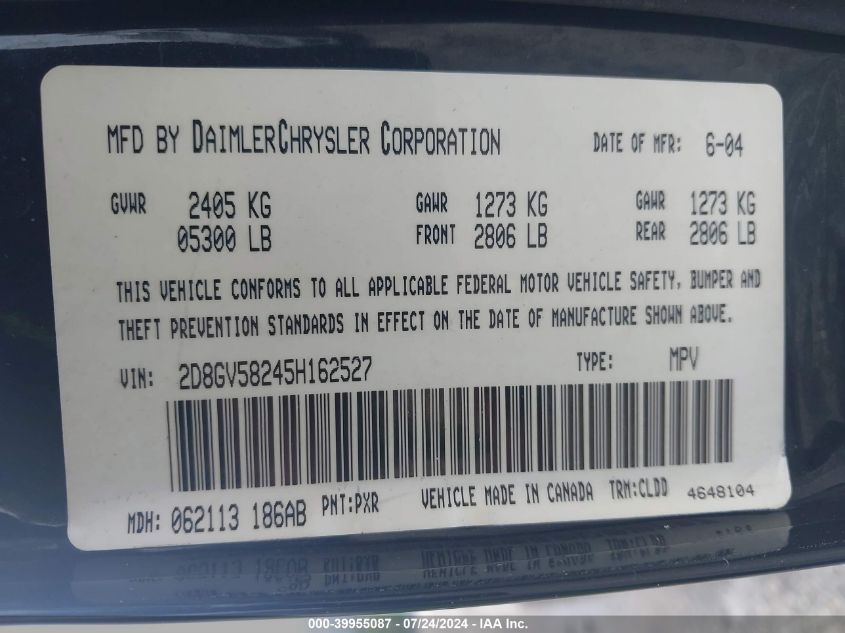 MFD BY DAIMLERCHRYSLER CORPORATION DATE OF MFR: 6-04
GVWR 2405 KG GAWR 1273 KG GAWR 1273 KG
05300 LB FRONT 2806 LB REAR 2806 LB
THIS VEHICLE CONFORMS TO ALL APPLICABLE FEDERAL MOTOR VEHICLE SAFETY, BUMPER AND
THEFT PREVENTION STANDARDS IN EFFECT ON THE DATE OF MANUFACTURE SHOWN ABOVE.
VIN: 2D8GV58245H162527 TYPE: MPV
MDH: 062113 186AB PNT:PXR VEHICLE MADE IN CANADA TRM:CLDD 4648104
000-39955087 - 07/24/2024 - IAA Inc.